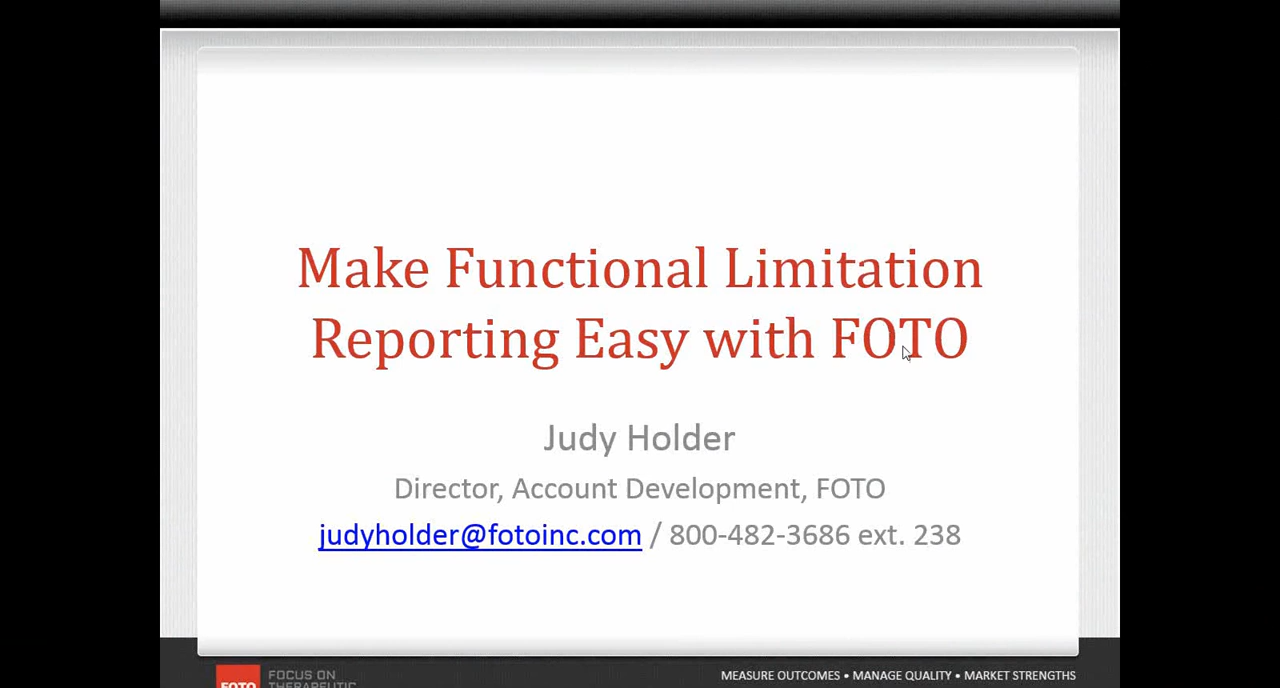 Make Functional Limitation
Reporting Easy with FOTO
Judy Holder
Director, Account Development, FOTO
judyholder@fotoinc.com / 800-482-3686 ext. 238
FOTO
FOCUS ON
THERAPEUTIC
MEASURE OUTCOMES • MANAGE QUALITY • MARKET STRENGTHS